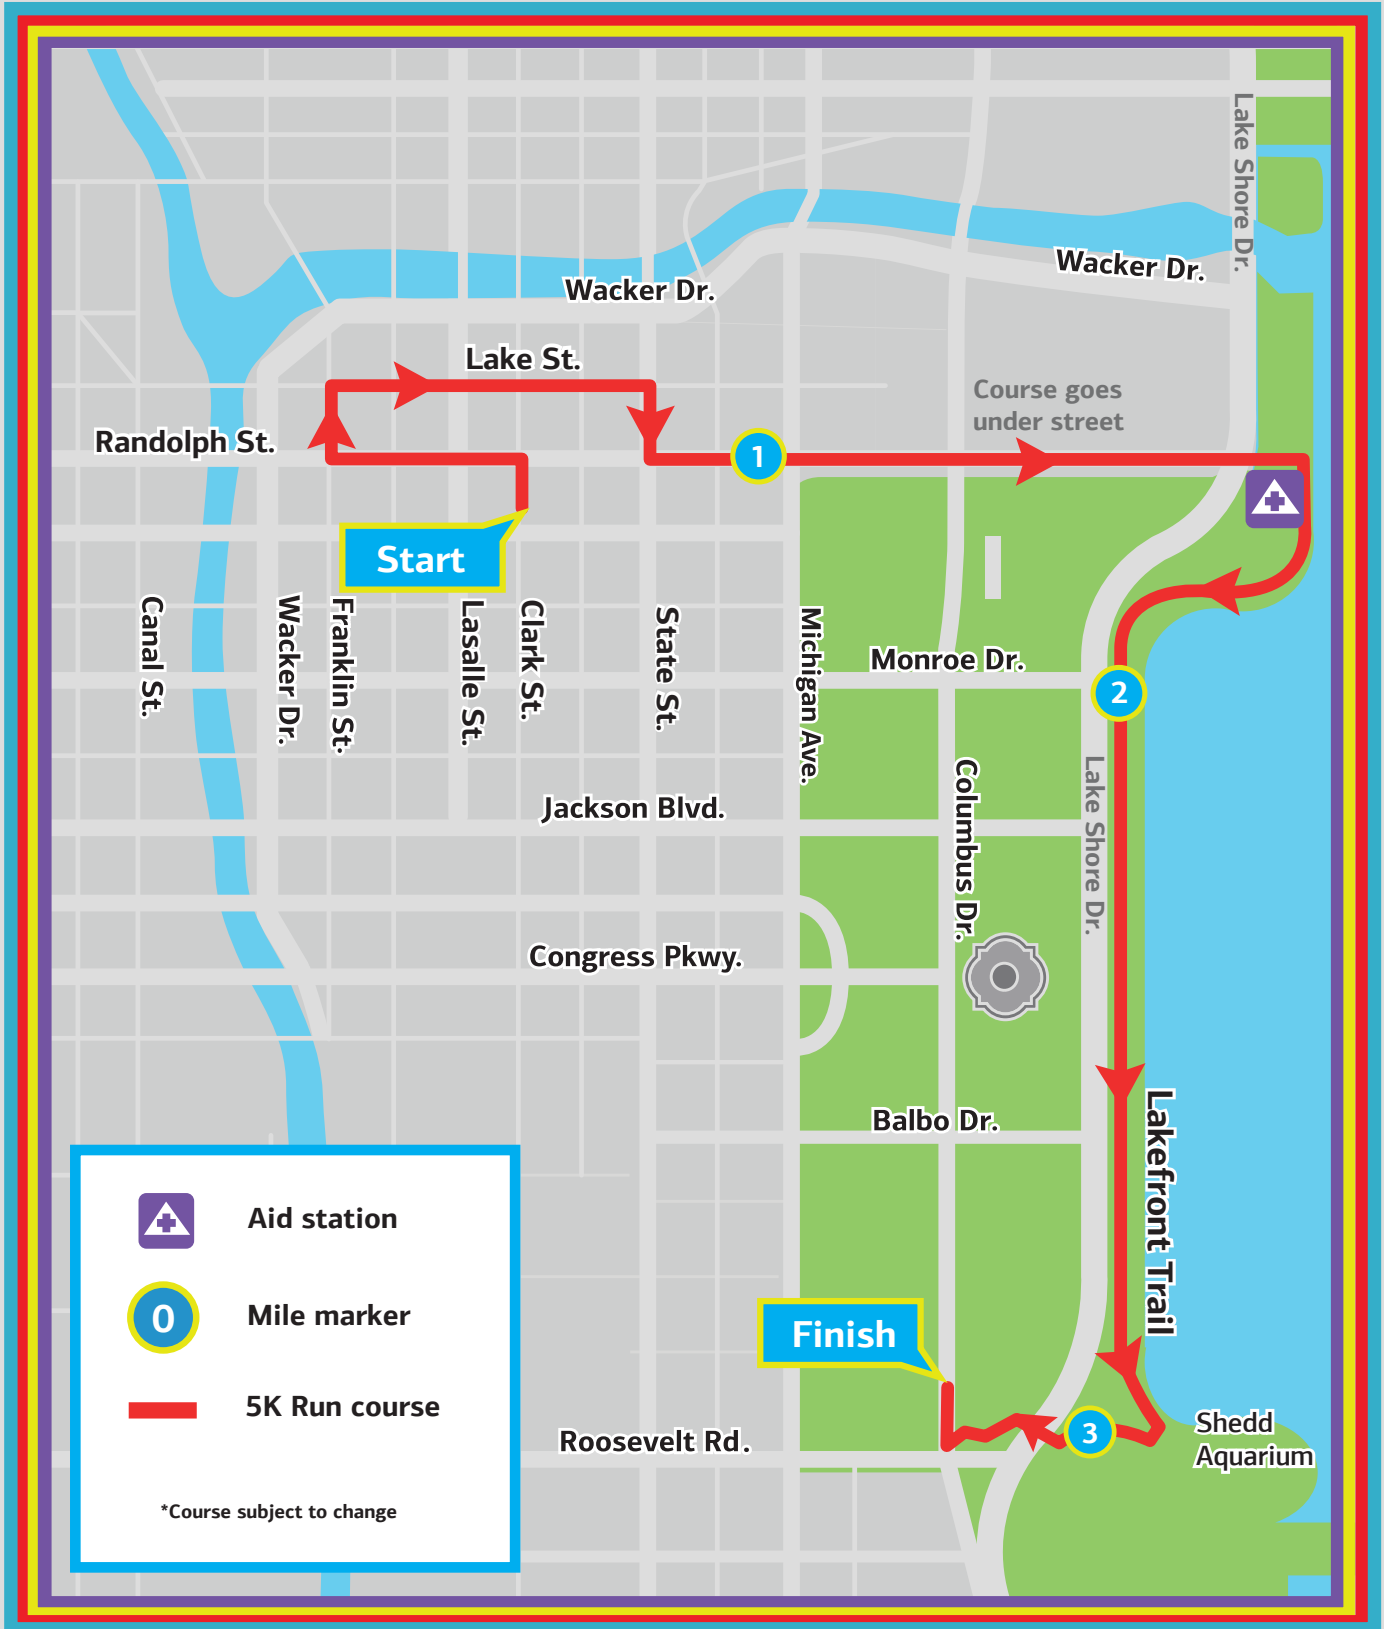 Lake Shore Dr.
Wacker Dr.
Wacker Dr.
Lake St.
Course goes
under street
Randolph St.
1
Start
Canal St.
Wacker Dr.
Franklin St.
Lasalle St.
Clark St.
State St.
Michigan Ave.
Monroe Dr.
2
Columbus Dr.
Lake Shore Dr.
Jackson Blvd.
Congress Pkwy.
Balbo Dr.
Lakefront Trail
Finish
3
Shedd
Aquarium
Roosevelt Rd.
Aid station
0
Mile marker
5K Run course
*Course subject to change